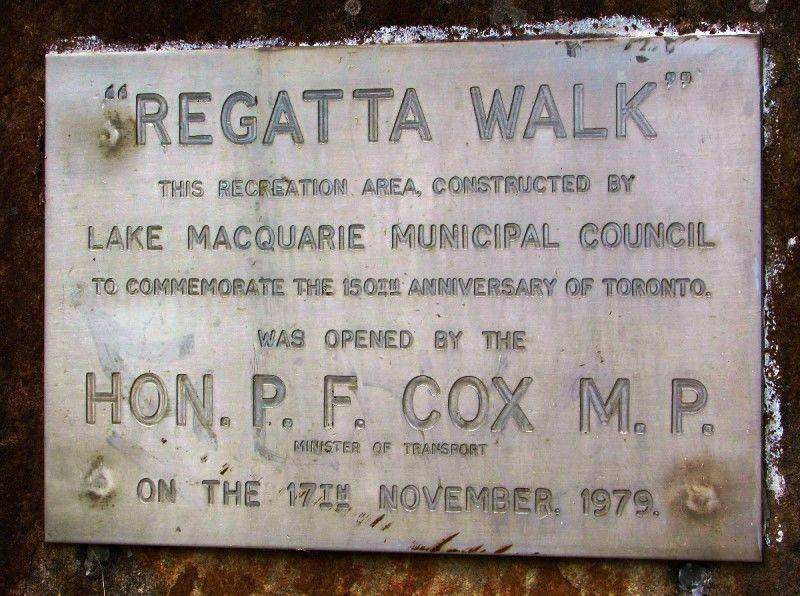 "REGATTA WALK"
THIS RECREATION AREA, CONSTRUCTED BY
LAKE MACQUARIE MUNICIPAL COUNCIL
TO COMMEMORATE THE 150TH ANNIVERSARY OF TORONTO.
WAS OPENED BY THE
HON. P. F. COX M. P.
MINISTER OF TRANSPORT
ON THE 17TH NOVEMBER. 1979.